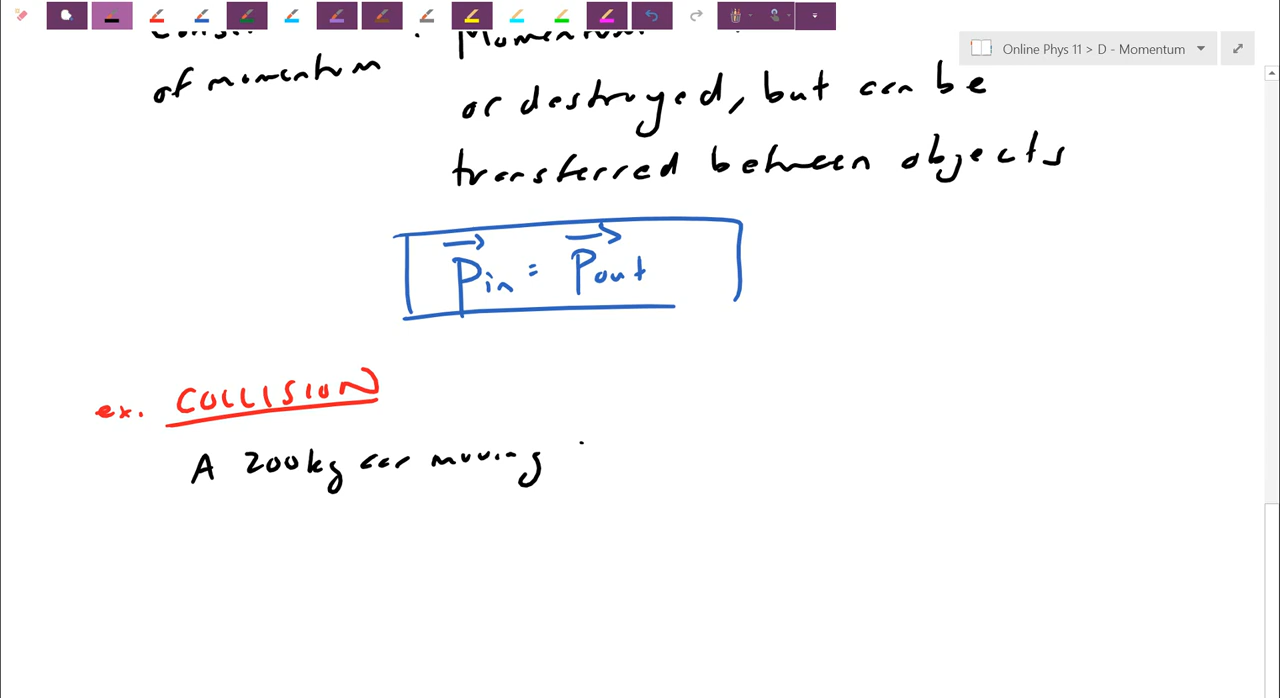 Online Phys 11 > D - Momentum
of momentum
or destroyed, but can be
transferred between objects
Pin = Pout
ex. COLLISION
A 200kg car moving